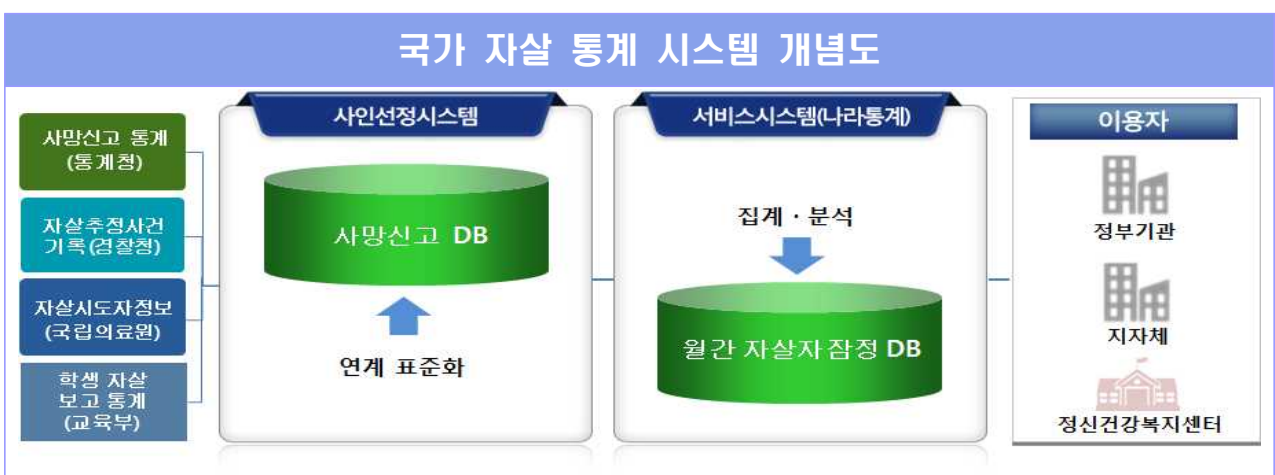 국가 자살 통계 시스템 개념도
사망신고 통계
(통계청)
자살추정사건
기록(경찰청)
자살시도자정보
(국립의료원)
학생 자살
보고 통계
(교육부)
사인선정시스템
사망신고 DB
연계 표준화
서비스시스템(나라통계)
집계 · 분석
월간 자살자 잠정 DB
이용자
정부기관
지자체
정신건강복지센터